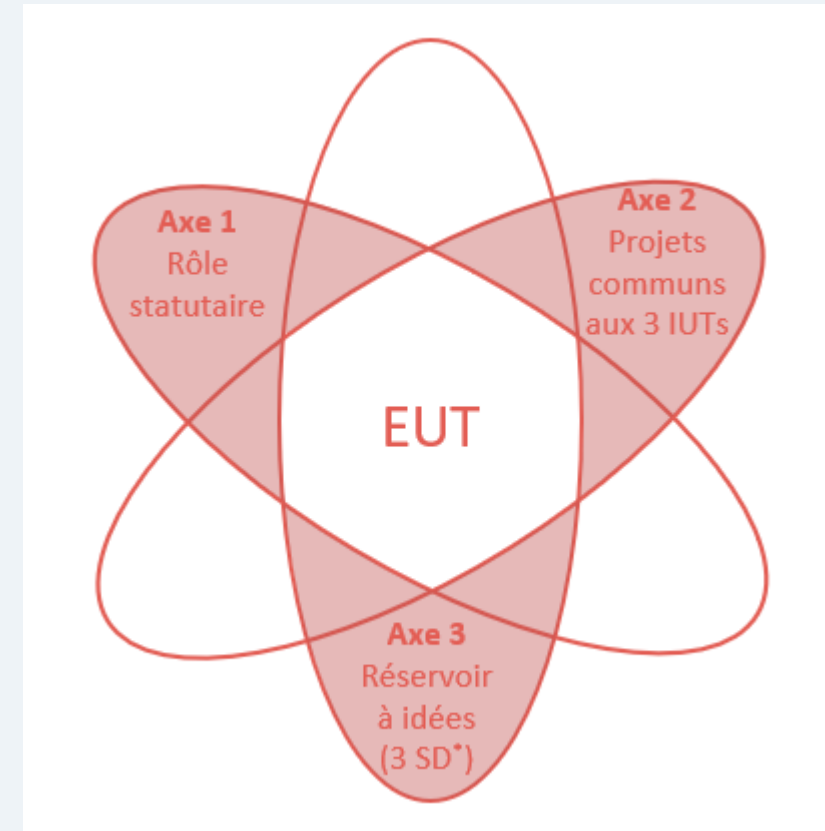 Axe 1
Rôle
statutaire
Axe 2
Projets
communs
aux 3 IUTs
EUT
Axe 3
Réservoir
à idées
(3 SD*)